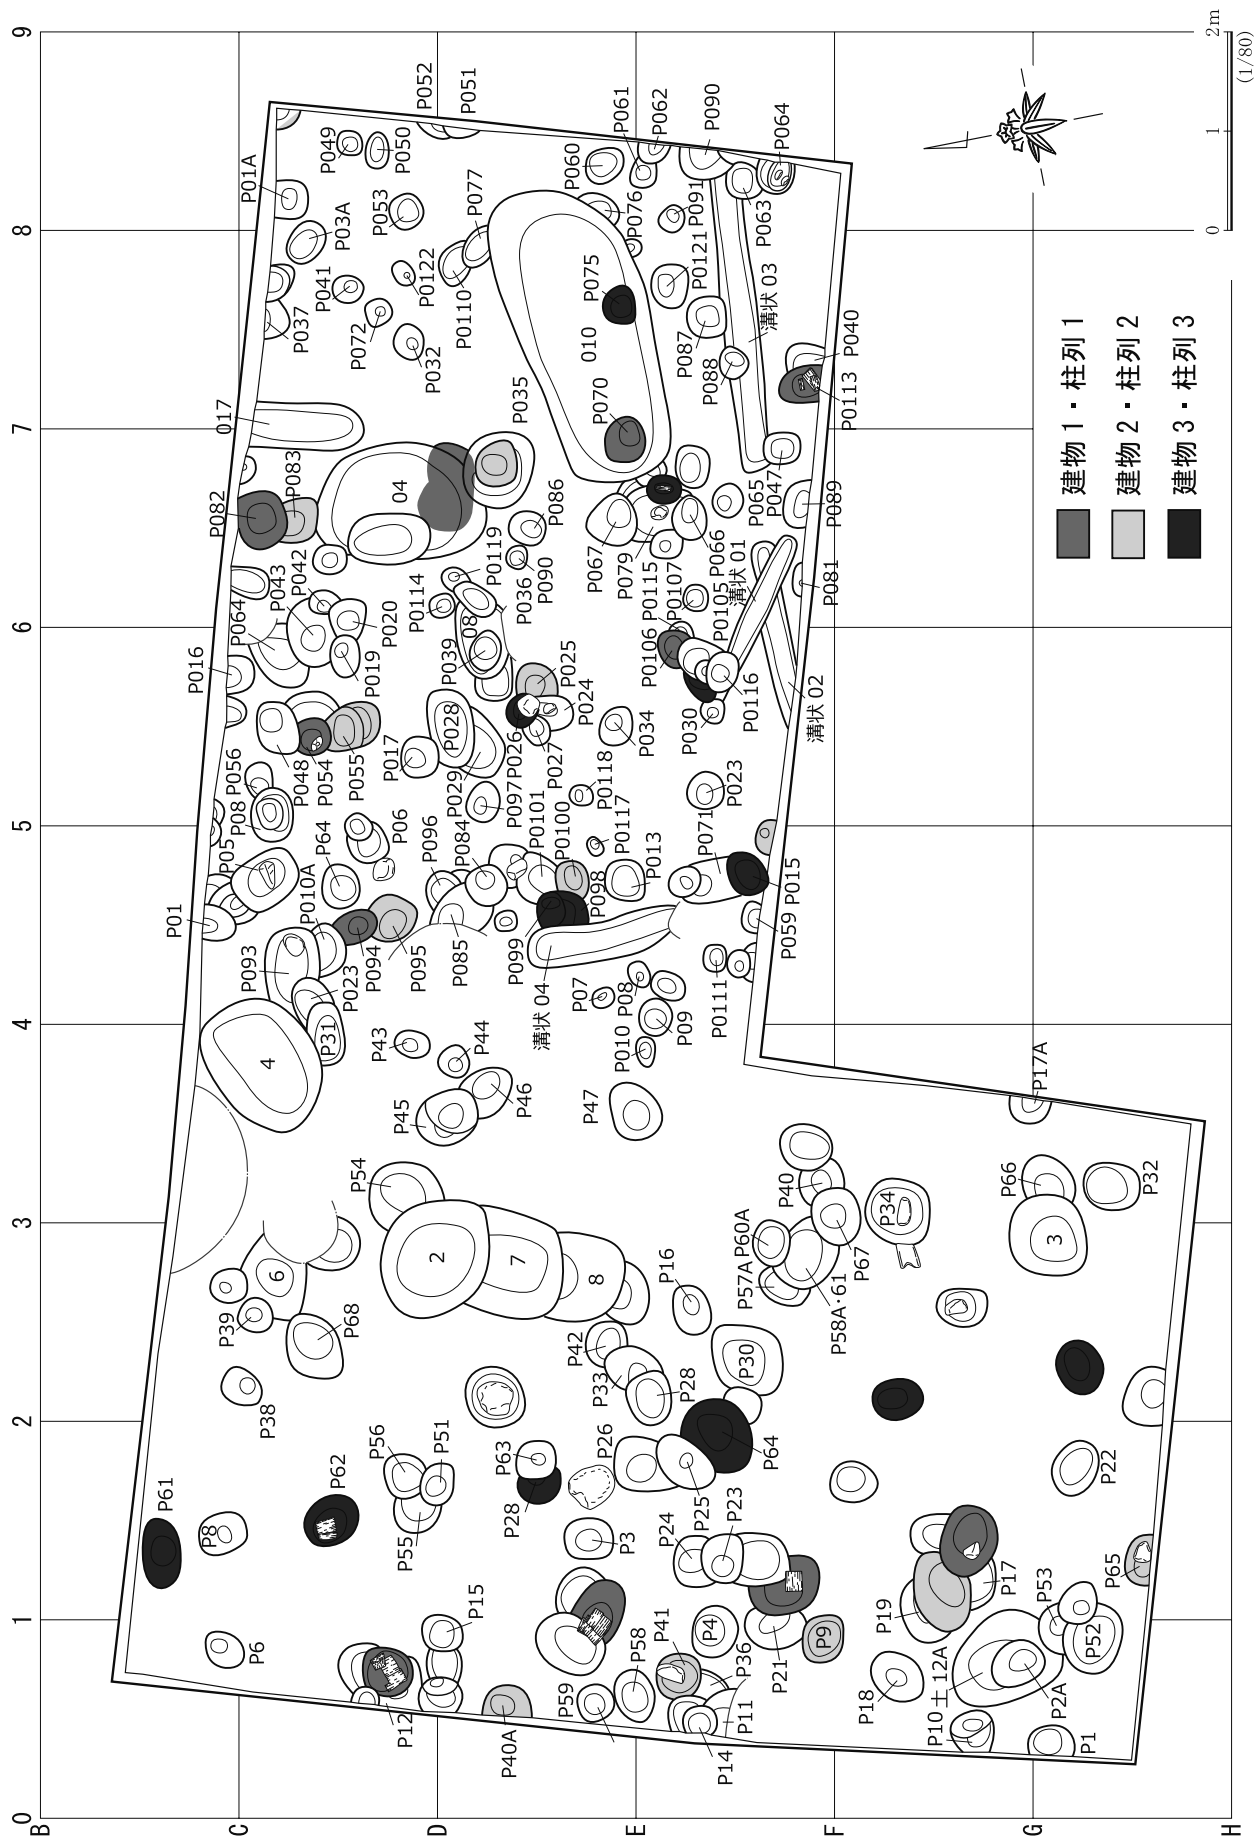 9
8
7
6
5
4
3
2
1
0
B
C
D
E
F
G
H
2m
1
0
(1/80)
建物 1・柱列 1
建物 2・柱列 2
建物 3・柱列 3
P052
P051
P049
P050
P01A
P03A
P053
P041
P037
P072
P032
P0122
P0110
P077
P060
P061
P062
P090
P064
P076
P091
P063
P0121
P075
010
P087
P088
溝状 03
P040
P0113
P070
P035
017
P083
P082
04
P086
P042
P043
P064
P0119
P0114
P036
P090
P067
P079
P066
P065
P047
P089
P0115
P0107
P0105
溝状 01
P081
P016
P020
P019
08
P039
P025
P024
P0106
P030
P0116
溝状 02
P028
P017
P029
P026
P027
P034
P048
P054
P055
P056
P08
P05
P64
P06
P096
P084
P097
P0101
P0100
P098
P099
P0118
P0117
P013
P023
P071
P015
P059
P01
P010A
P093
P094
P095
P023
P31
P085
溝状 04
P07
P08
P09
P010
P0111
4
P43
P44
P45
P46
P47
P17A
P54
2
7
8
6
P39
P68
P38
P16
P42
P33
P28
P30
P57A
P60A
P58A・61
P67
P40
P34
P66
P32
3
P61
P8
P62
P56
P51
P55
P63
P28
P26
P25
P64
P3
P24
P23
P22
P6
P15
P12
P40A
P59
P58
P41
P4
P36
P11
P14
P21
P9
P19
P17
P18
P10
土 12A
P2A
P1
P53
P52
P65